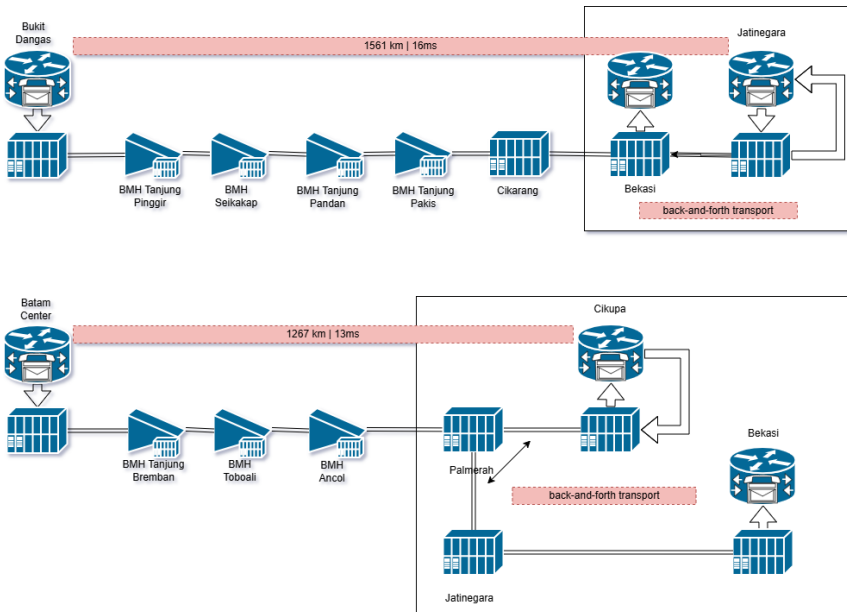 Bukit
Dangas
1561 km | 16ms
Jatinegara
BMH Tanjung
Pinggir
BMH
Seikakap
BMH Tanjung
Pandan
BMH Tanjung
Pakis
Cikarang
Bekasi
back-and-forth transport
Batam
Center
1267 km | 13ms
Cikupa
Bekasi
BMH Tanjung
Bremban
BMH
Toboali
BMH
Ancol
Palmerah
back-and-forth transport
Jatinegara